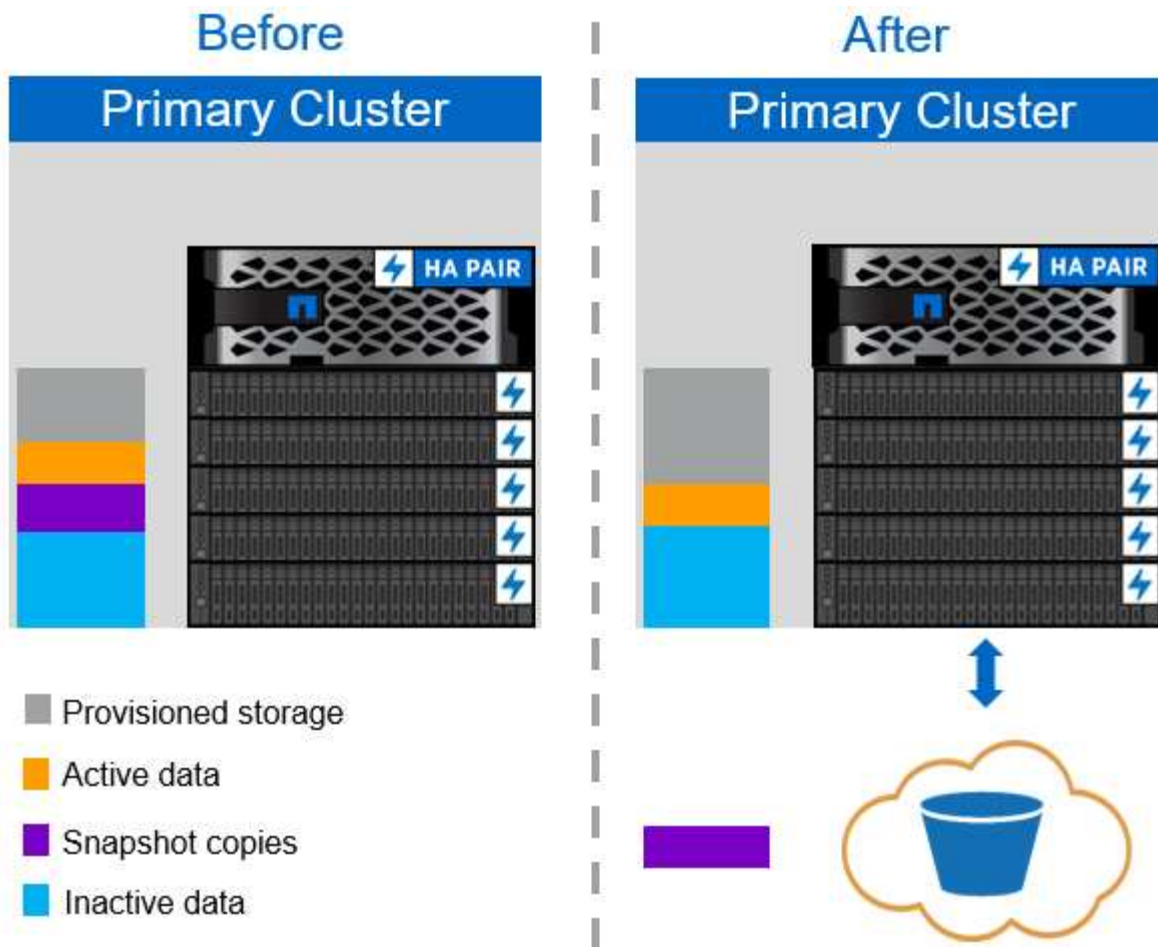 Before
Primary Cluster
HA PAIR
Provisioned storage
Active data
Snapshot copies
Inactive data
After
Primary Cluster
HA PAIR